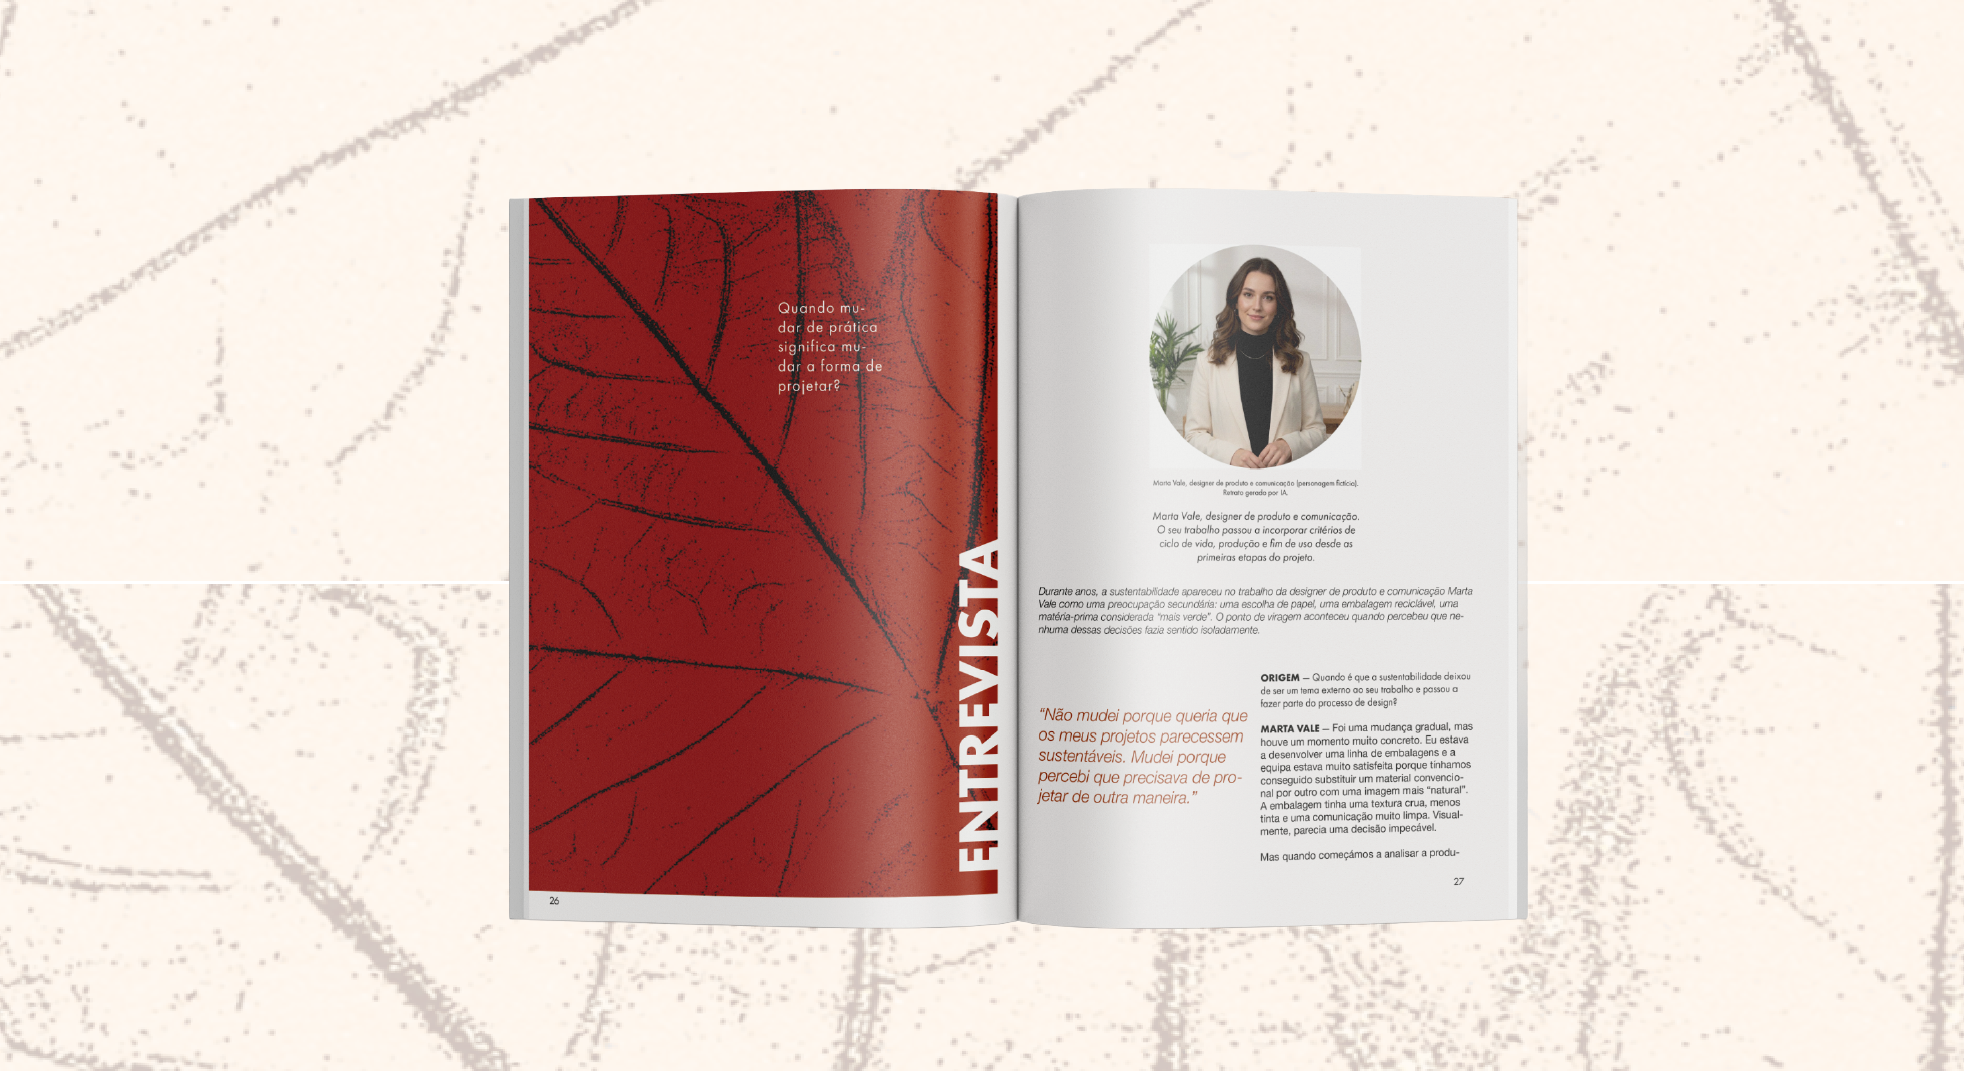 Quando mu-
dar de prática
significa mu-
dar a forma de
projetar?
ENTREVISTA
26
Marta Vale, designer de produto e comunicação (personagem fictícia).
Retrato gerado por IA.
Marta Vale, designer de produto e comunicação.
O seu trabalho passou a incorporar critérios de
ciclo de vida, produção e fim de uso desde as
primeiras etapas do projeto.
Durante anos, a sustentabilidade apareceu no trabalho da designer de produto e comunicação Marta
Vale como uma preocupação secundária: uma escolha de papel, uma embalagem reciclável, uma
matéria-prima considerada “mais verde”. O ponto de viragem aconteceu quando percebeu que ne-
nhuma dessas decisões fazia sentido isoladamente.
“Não mudei porque queria que
os meus projetos parecessem
sustentáveis. Mudei porque
percebi que precisava de pro-
jetar de outra maneira.”
ORIGEM — Quando é que a sustentabilidade deixou
de ser um tema externo ao seu trabalho e passou a
fazer parte do processo de design?
MARTA VALE — Foi uma mudança gradual, mas
houve um momento muito concreto. Eu estava
a desenvolver uma linha de embalagens e a
equipa estava muito satisfeita porque tínhamos
conseguido substituir um material convencio-
nal por outro com uma imagem mais “natural”.
A embalagem tinha uma textura crua, menos
tinta e uma comunicação muito limpa. Visual-
mente, parecia uma decisão impecável.
Mas quando começámos a analisar a produ-
27